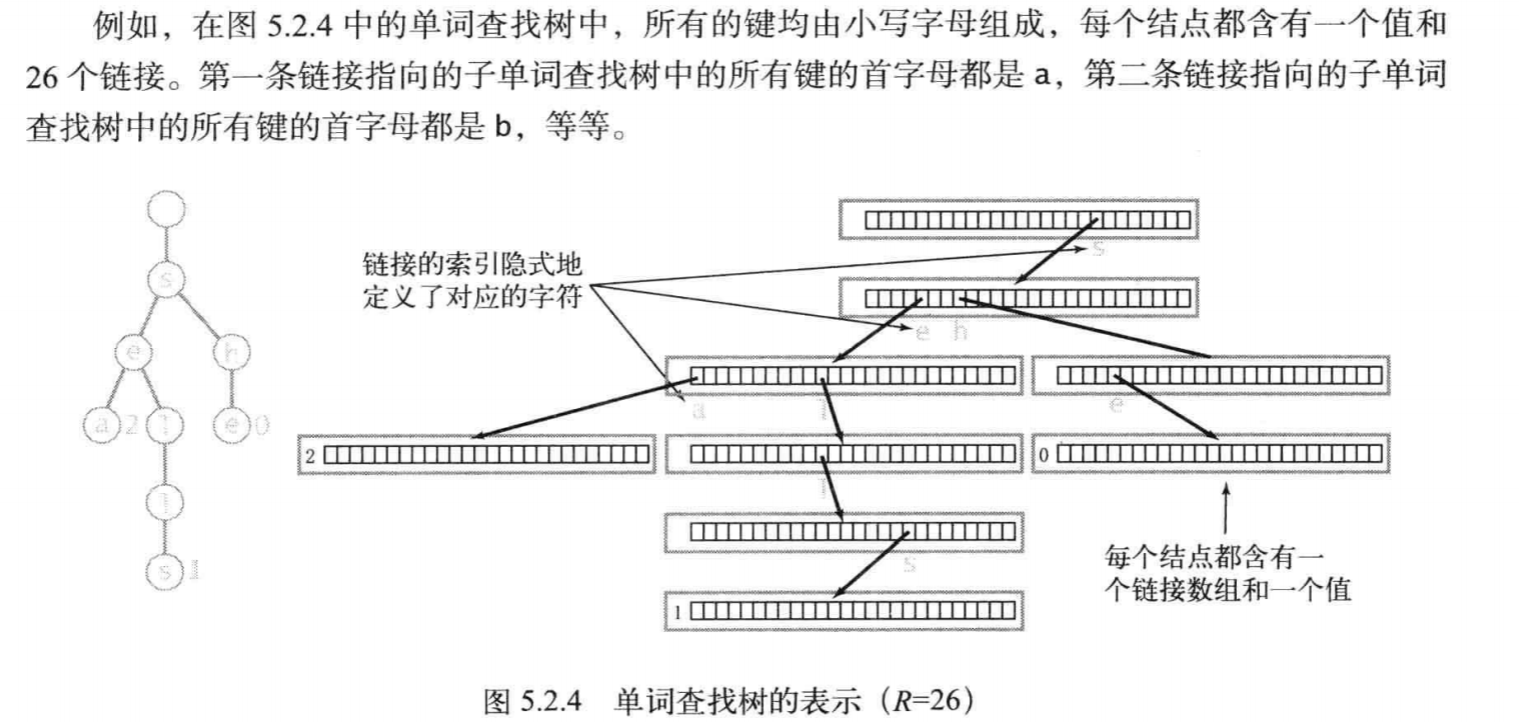 例如，在图 5.2.4 中的单词查找树中，所有的键均由小写字母组成，每个结点都含有一个值和
26 个链接。第一条链接指向的子单词查找树中的所有键的首字母都是 a，第二条链接指向的子单词
查找树中的所有键的首字母都是 b，等等。
s
e h
a 2 l e 0
l
s 1
链接的索引隐式地
定义了对应的字符
s
e h
a l e
2 0
l
s
1
每个结点都含有一
个链接数组和一个值
图 5.2.4 单词查找树的表示（R=26）